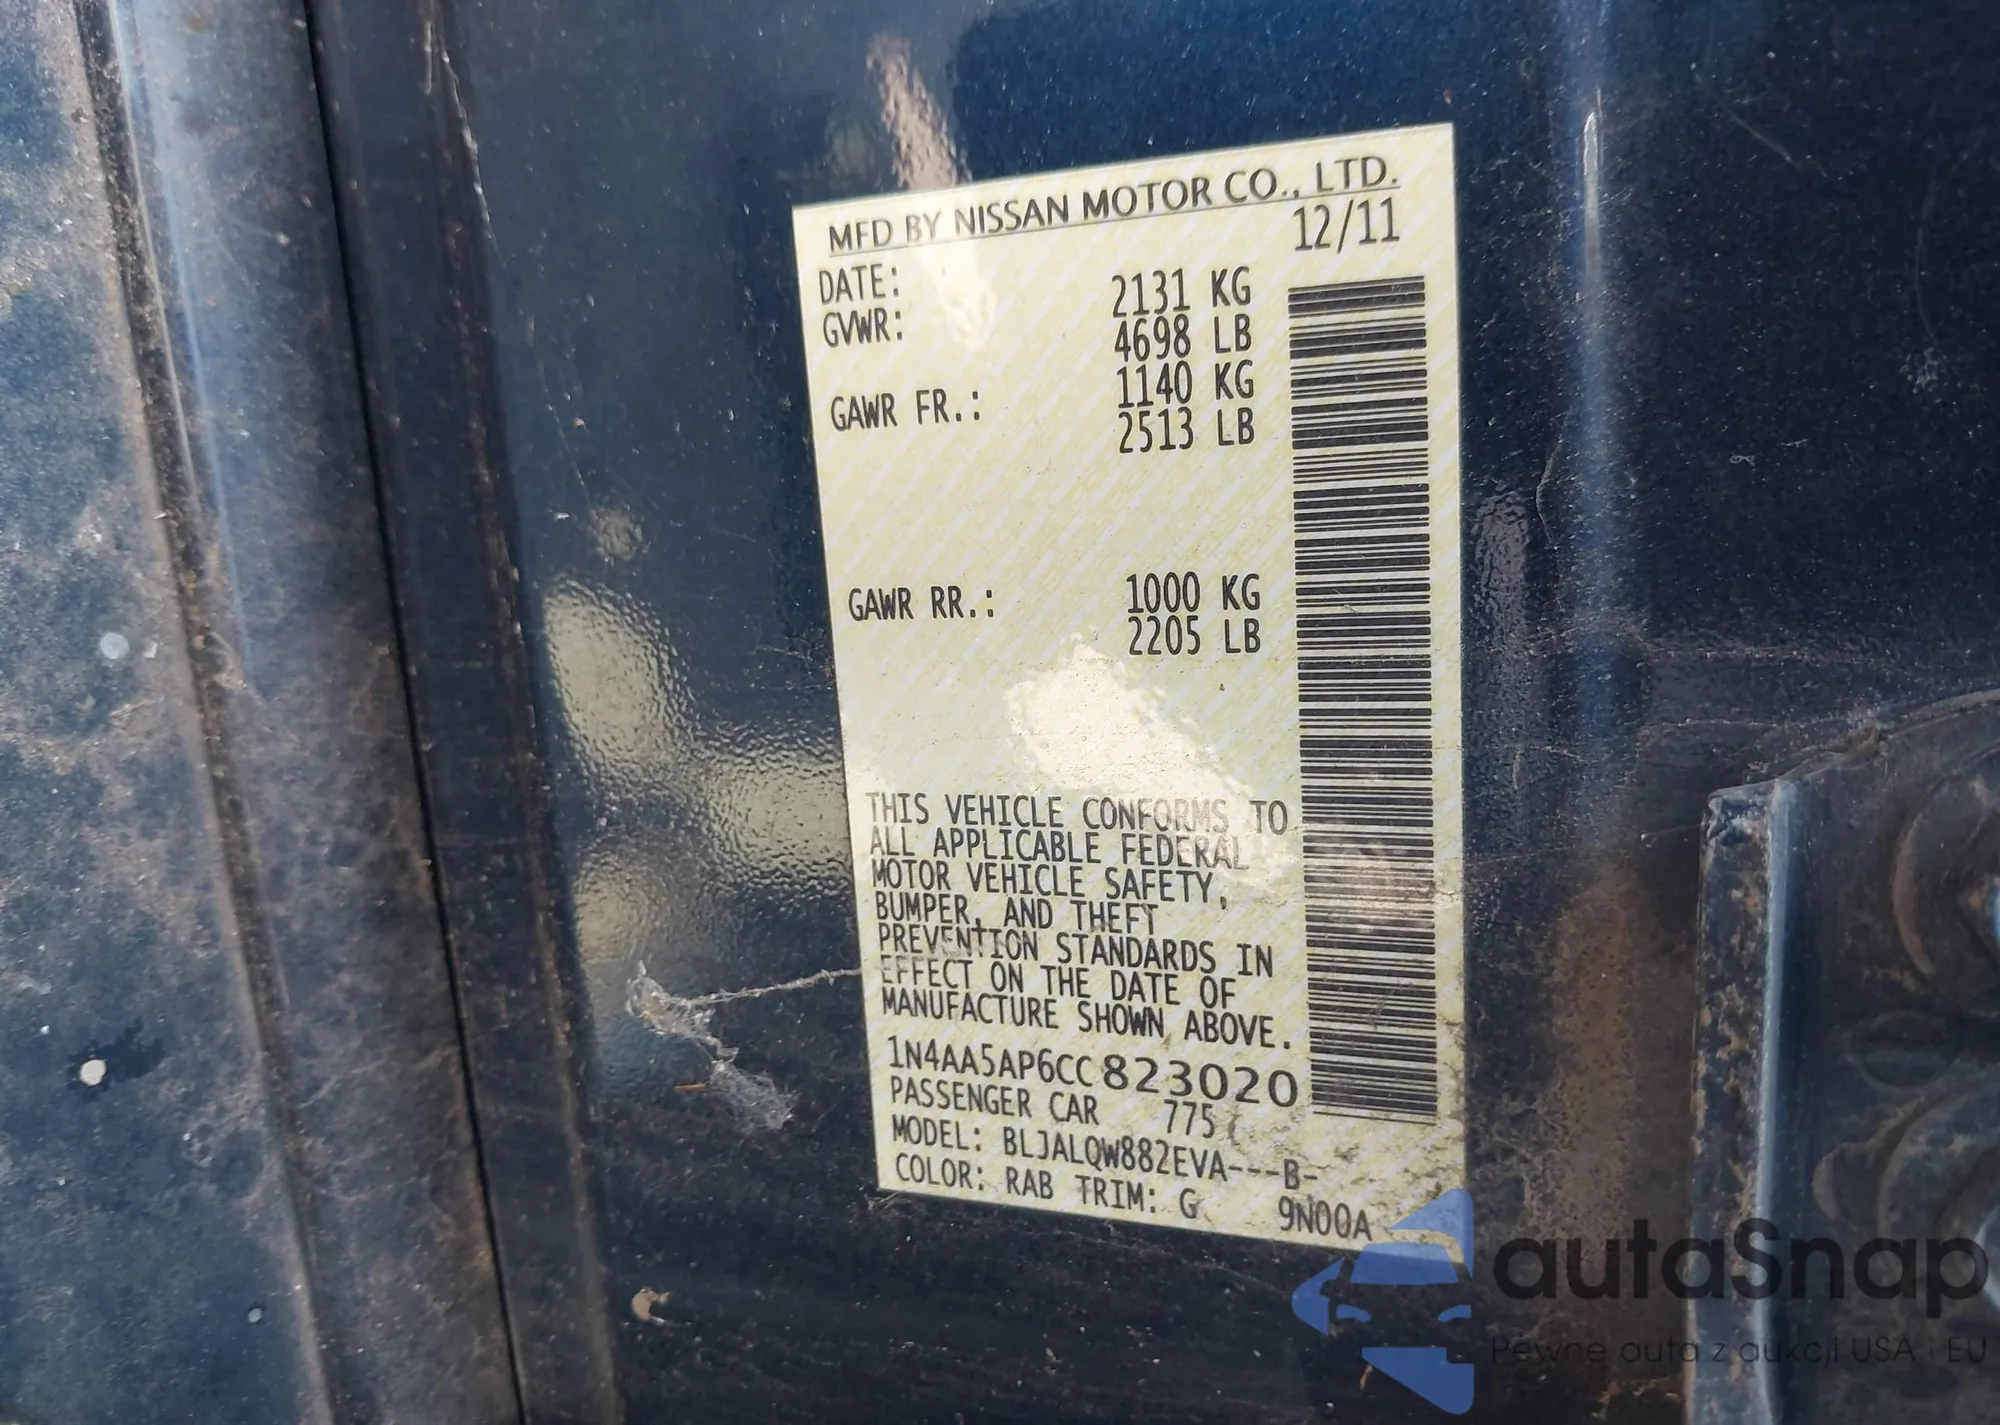 MFD BY NISSAN MOTOR CO., LTD.
DATE: 12/11
GVWR: 2131 KG
4698 LB
GAWR FR.: 1140 KG
2513 LB
GAWR RR.: 1000 KG
2205 LB
THIS VEHICLE CONFORMS TO
ALL APPLICABLE FEDERAL
MOTOR VEHICLE SAFETY,
BUMPER, AND THEFT
PREVENTION STANDARDS IN
EFFECT ON THE DATE OF
MANUFACTURE SHOWN ABOVE.
1N4AA5AP6CC823020
PASSENGER CAR 775
MODEL: BLJALQW882EVA---B-
COLOR: RAB TRIM: G 9N00A
autaSnap
Pewne auta z aukcji USA i EU